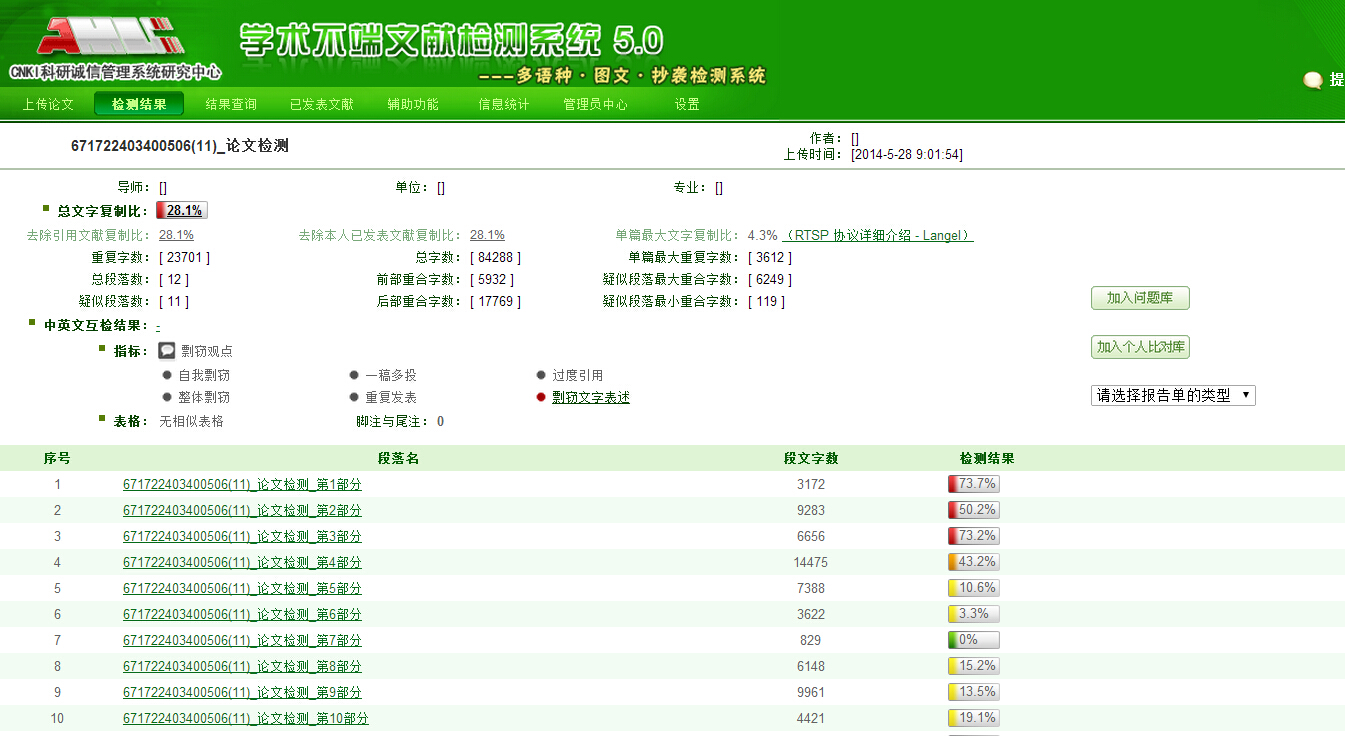 学术不端文献检测系统 5.0
CNKI科研诚信管理系统研究中心
---多语种·图文·抄袭检测系统
提
上传论文 检测结果 结果查询 已发表文献 辅助功能 信息统计 管理员中心 设置
671722403400506(11)_论文检测
作者： []
上传时间： [2014-5-28 9:01:54]
导师： [] 单位： [] 专业： []
总文字复制比： 28.1%
去除引用文献复制比： 28.1% 去除本人已发表文献复制比： 28.1% 单篇最大文字复制比： 4.3% （RTSP 协议详细介绍 - Langel）
重复字数： [ 23701 ] 总字数： [ 84288 ] 单篇最大重复字数： [ 3612 ]
总段落数： [ 12 ] 前部重合字数： [ 5932 ] 疑似段落最大重合字数： [ 6249 ]
疑似段落数： [ 11 ] 后部重合字数： [ 17769 ] 疑似段落最小重合字数： [ 119 ]
加入问题库
中英文互检结果： -
加入个人比对库
指标： 剽窃观点
自我剽窃 一稿多投 过度引用
整体剽窃 重复发表 剽窃文字表述
请选择报告单的类型
表格： 无相似表格 脚注与尾注： 0
序号 段落名 段文字数 检测结果
1 671722403400506(11)_论文检测_第1部分 3172 73.7%
2 671722403400506(11)_论文检测_第2部分 9283 50.2%
3 671722403400506(11)_论文检测_第3部分 6656 73.2%
4 671722403400506(11)_论文检测_第4部分 14475 43.2%
5 671722403400506(11)_论文检测_第5部分 7388 10.6%
6 671722403400506(11)_论文检测_第6部分 3622 3.3%
7 671722403400506(11)_论文检测_第7部分 829 0%
8 671722403400506(11)_论文检测_第8部分 6148 15.2%
9 671722403400506(11)_论文检测_第9部分 9961 13.5%
10 671722403400506(11)_论文检测_第10部分 4421 19.1%